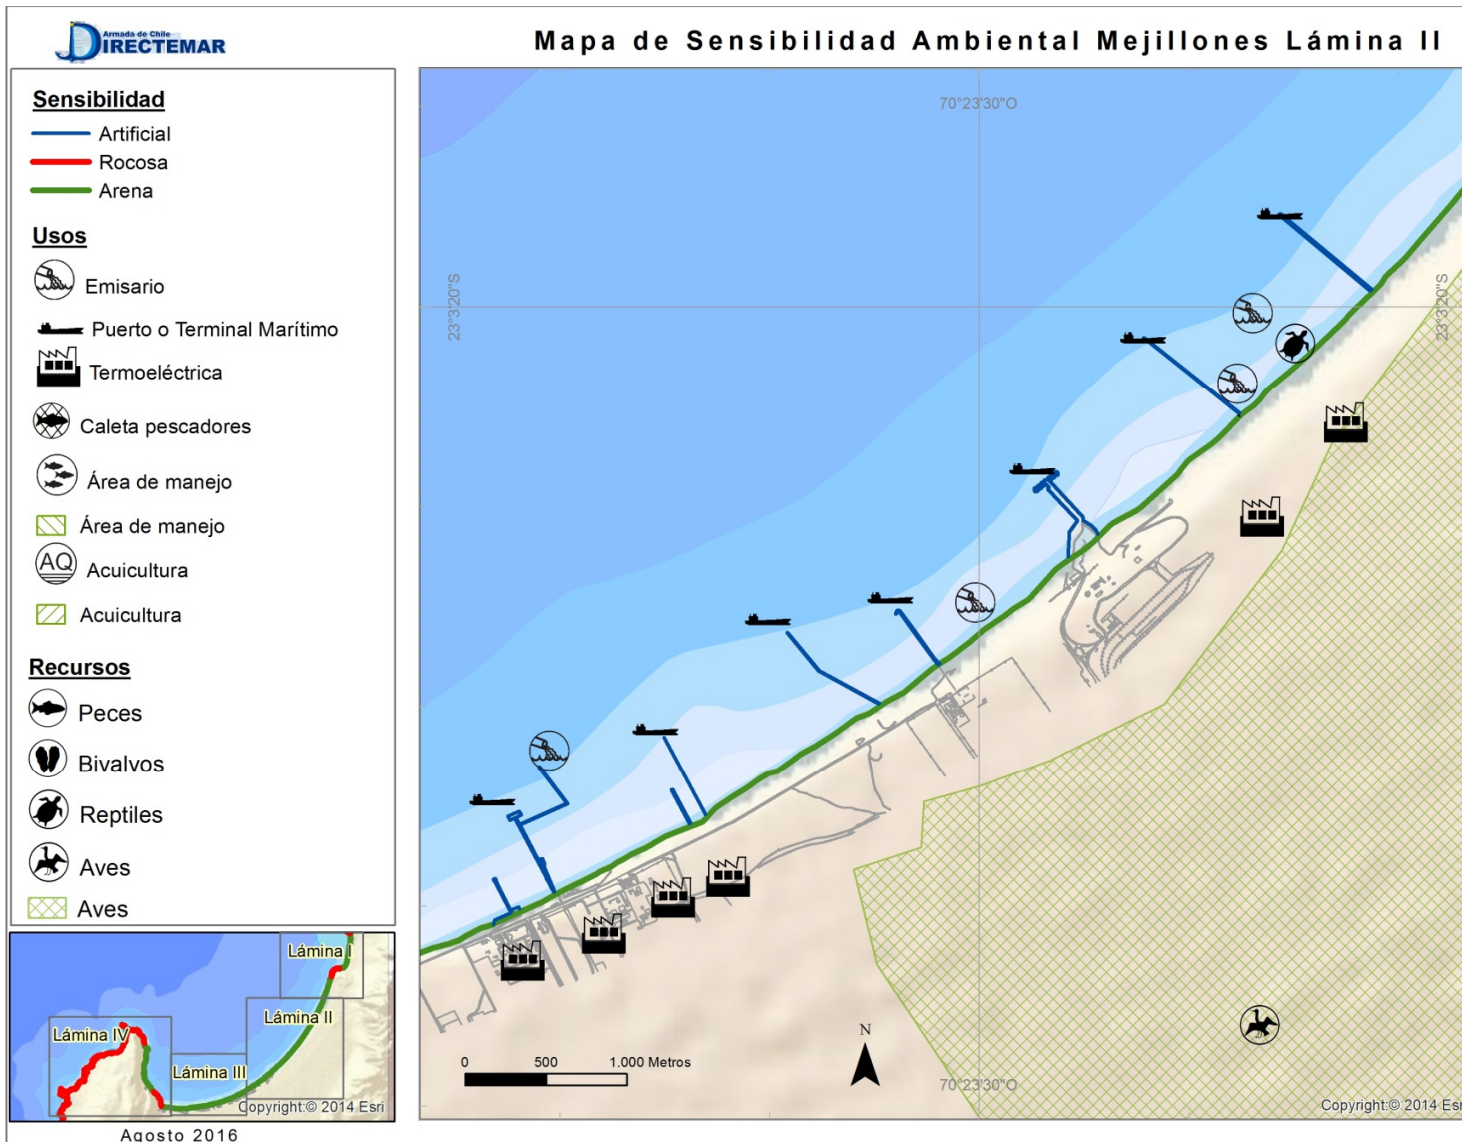 Armada de Chile
DIRECTEMAR
Mapa de Sensibilidad Ambiental Mejillones Lámina II
Sensibilidad
Artificial
Rocosa
Arena
Usos
Emisario
Puerto o Terminal Marítimo
Termoeléctrica
Caleta pescadores
Área de manejo
Área de manejo
AQ
Acuicultura
Acuicultura
Recursos
Peces
Bivalvos
Reptiles
Aves
Aves
Lámina I
Lámina II
Lámina IV
Lámina III
Copyright:© 2014 Esri
Agosto 2016
70°23'30"O
23°3'20"S
23°3'20"S
N
0 500 1.000 Metros
70°23'30"O
Copyright:© 2014 Esri